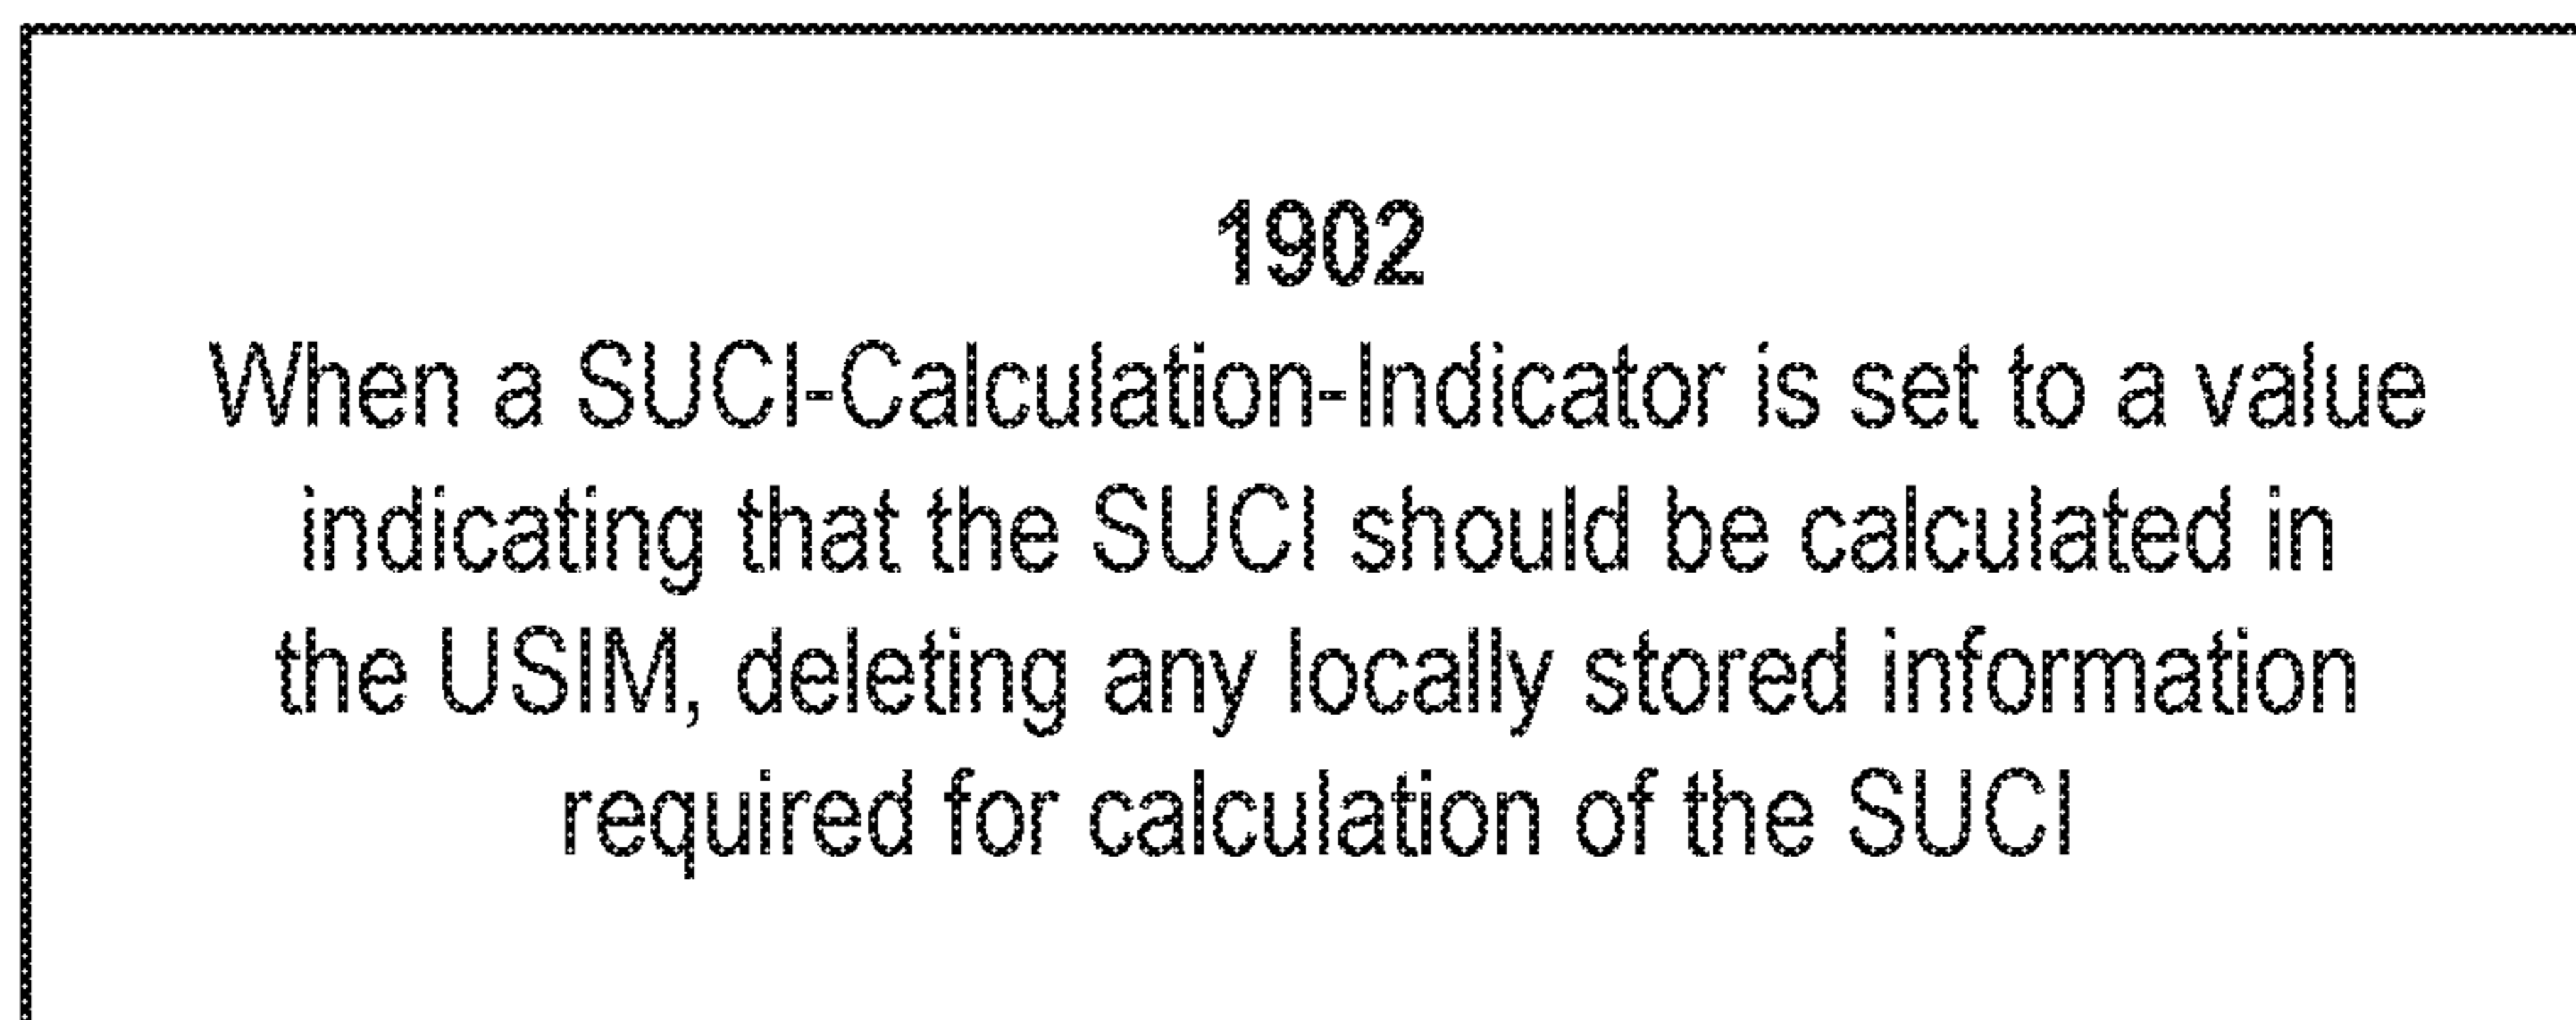 1902
When a SUCI-Calculation-Indicator is set to a value
indicating that the SUCI should be calculated in
the USIM, deleting any locally stored information
required for calculation of the SUCI